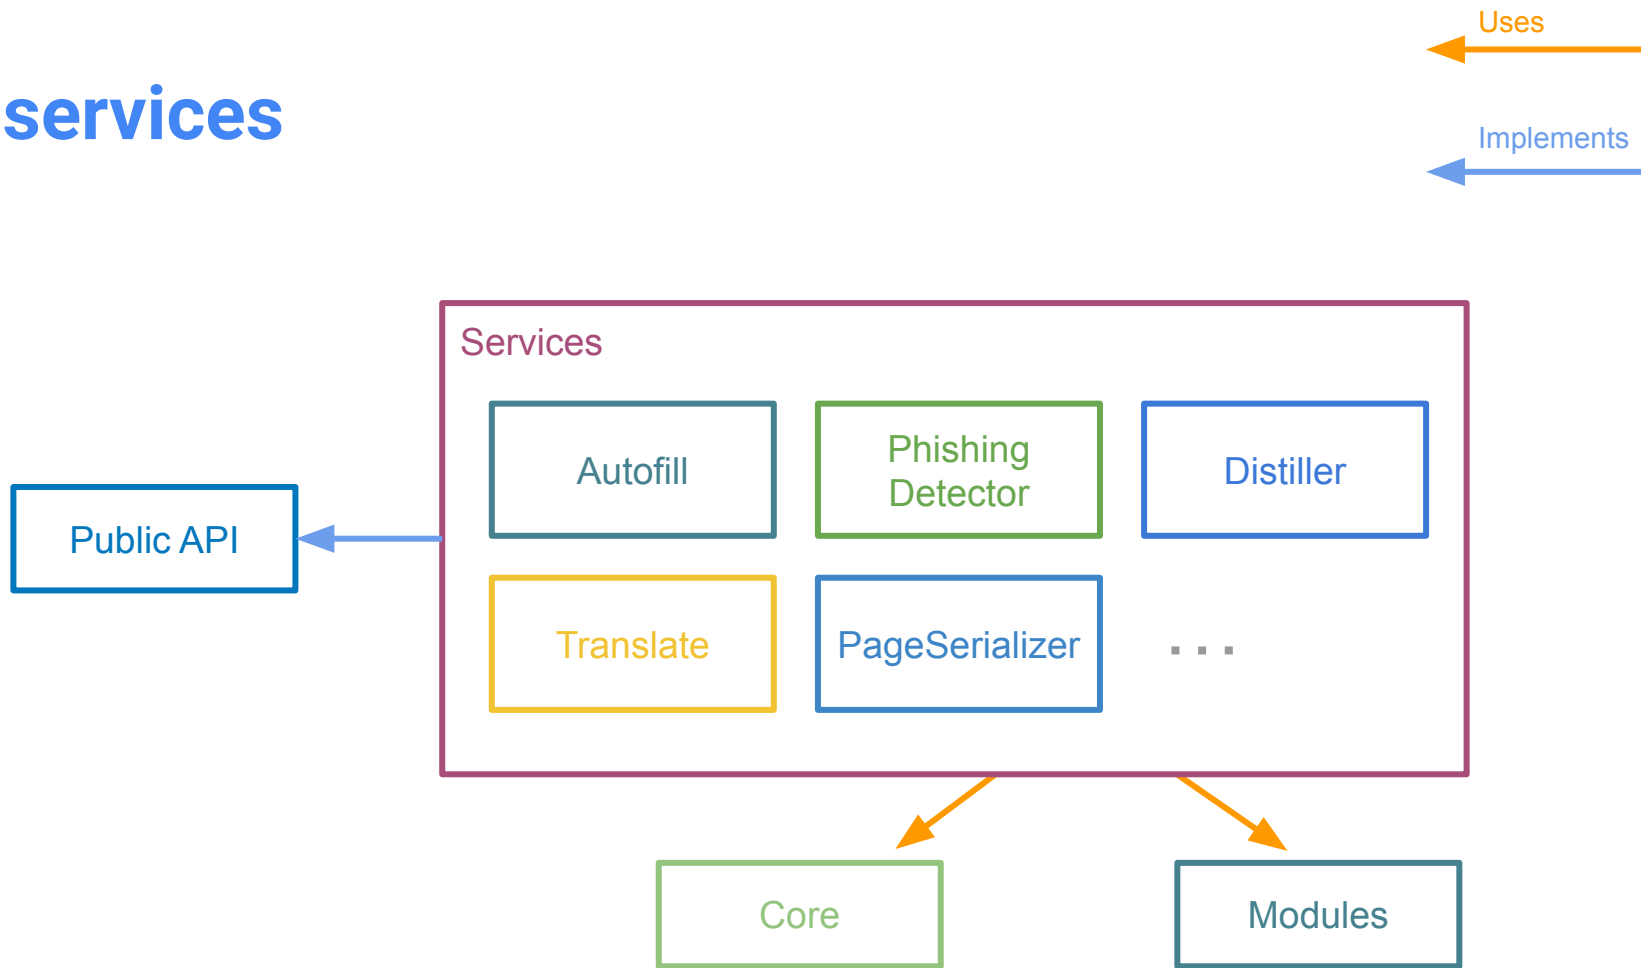 Uses
services
Implements
Services
Autofill
Phishing
Detector
Distiller
Public API
Translate
PageSerializer
...
Core
Modules